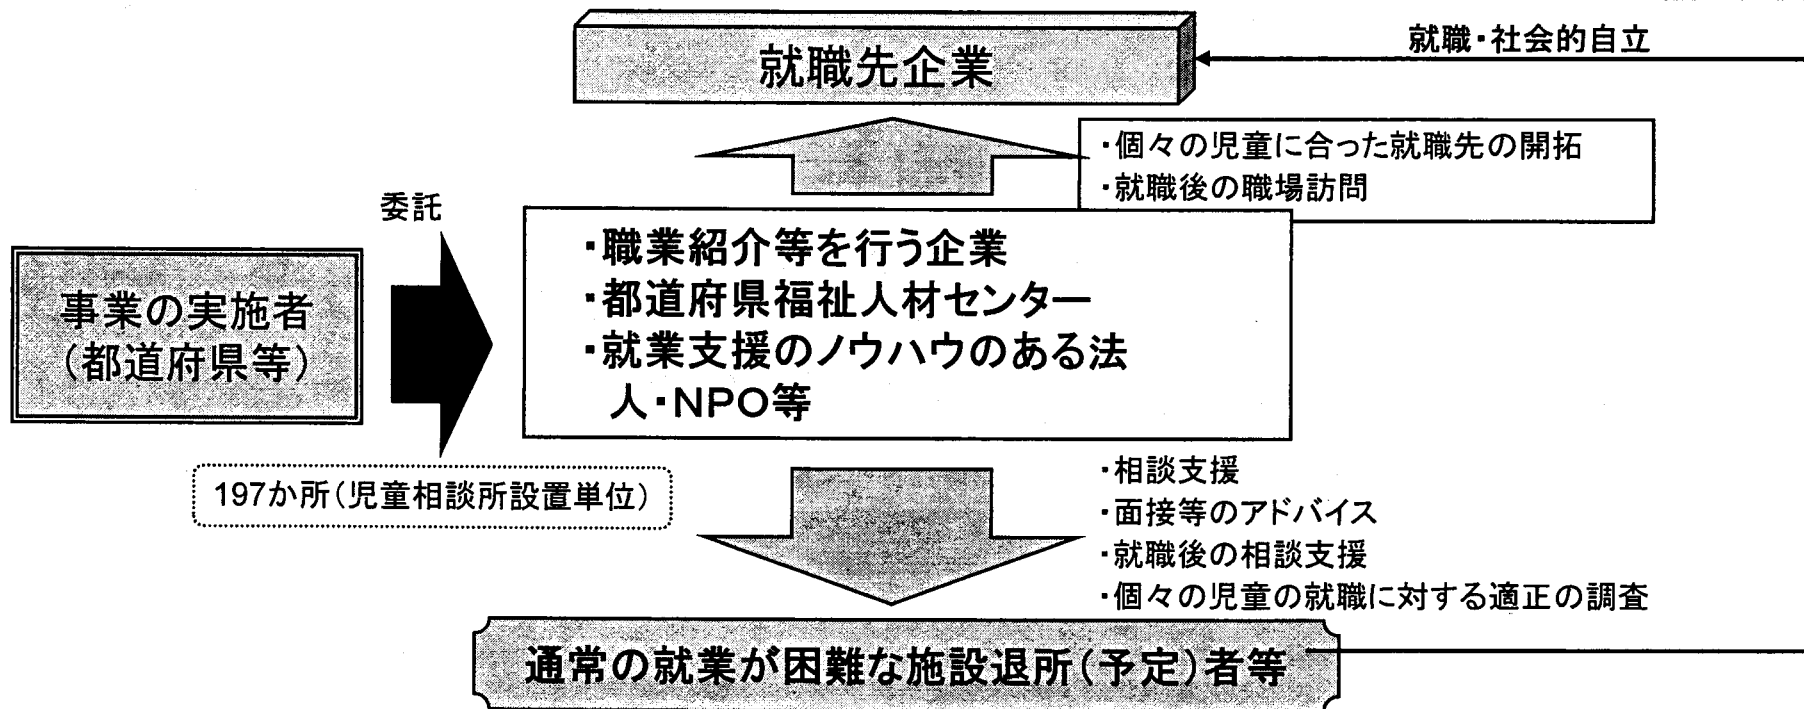 就職先企業
就職・社会的自立
・個々の児童に合った就職先の開拓
・就職後の職場訪問
委託
事業の実施者
(都道府県等)
・職業紹介等を行う企業
・都道府県福祉人材センター
・就業支援のノウハウのある法
人・NPO等
197か所(児童相談所設置単位)
・相談支援
・面接等のアドバイス
・就職後の相談支援
・個々の児童の就職に対する適正の調査
通常の就業が困難な施設退所(予定)者等